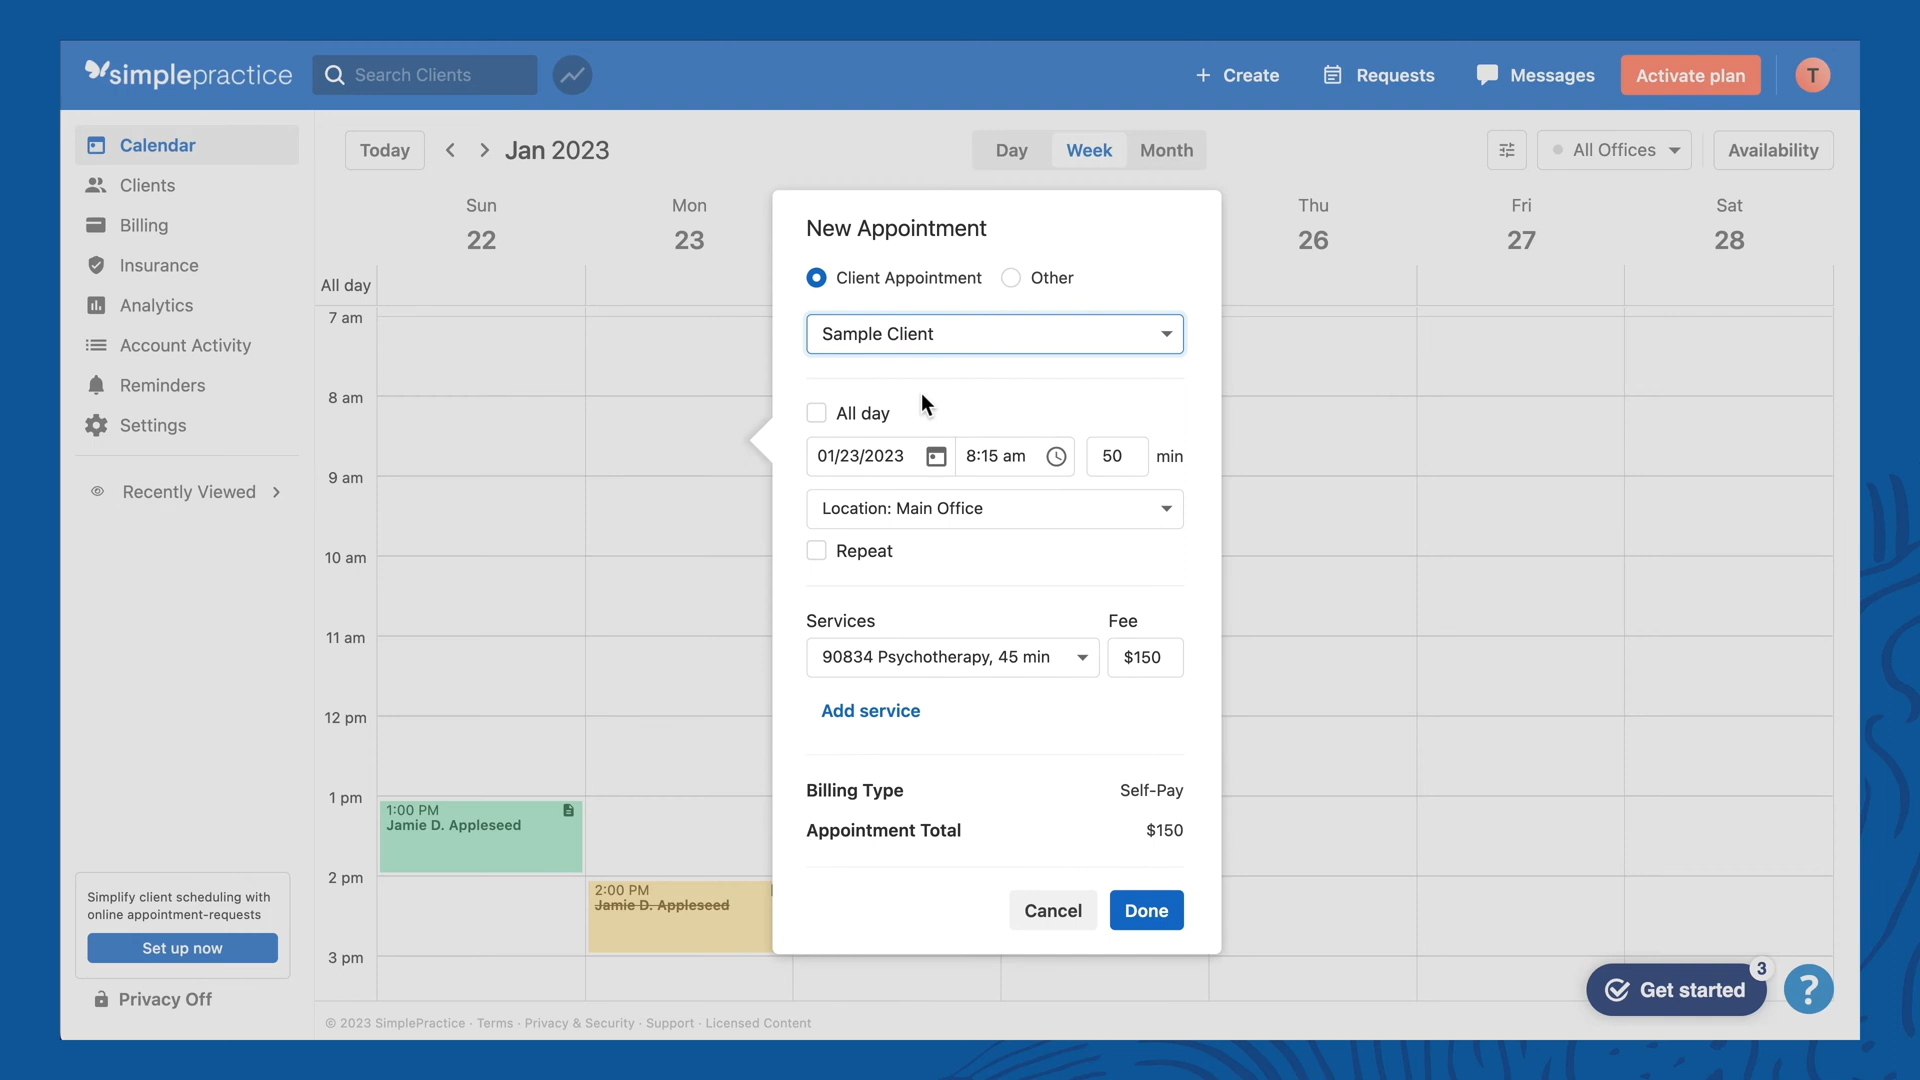 simplepractice
Search Clients
+ Create
Requests
Messages
Activate plan
T
Calendar
Clients
Billing
Insurance
Analytics
Account Activity
Reminders
Settings
Recently Viewed
Simplify client scheduling with
online appointment-requests
Set up now
Privacy Off
Today
Jan 2023
Day
Week
Month
All Offices
Availability
Sun
22
Mon
23
Thu
26
Fri
27
Sat
28
All day
7 am
8 am
9 am
10 am
11 am
12 pm
1 pm
2 pm
3 pm
1:00 PM
Jamie D. Appleseed
2:00 PM
Jamie D. Appleseed
New Appointment
Client Appointment
Other
Sample Client
All day
01/23/2023
8:15 am
50
min
Location: Main Office
Repeat
Services
Fee
90834 Psychotherapy, 45 min
$150
Add service
Billing Type
Self-Pay
Appointment Total
$150
Cancel
Done
3
Get started
?
© 2023 SimplePractice · Terms · Privacy & Security · Support · Licensed Content